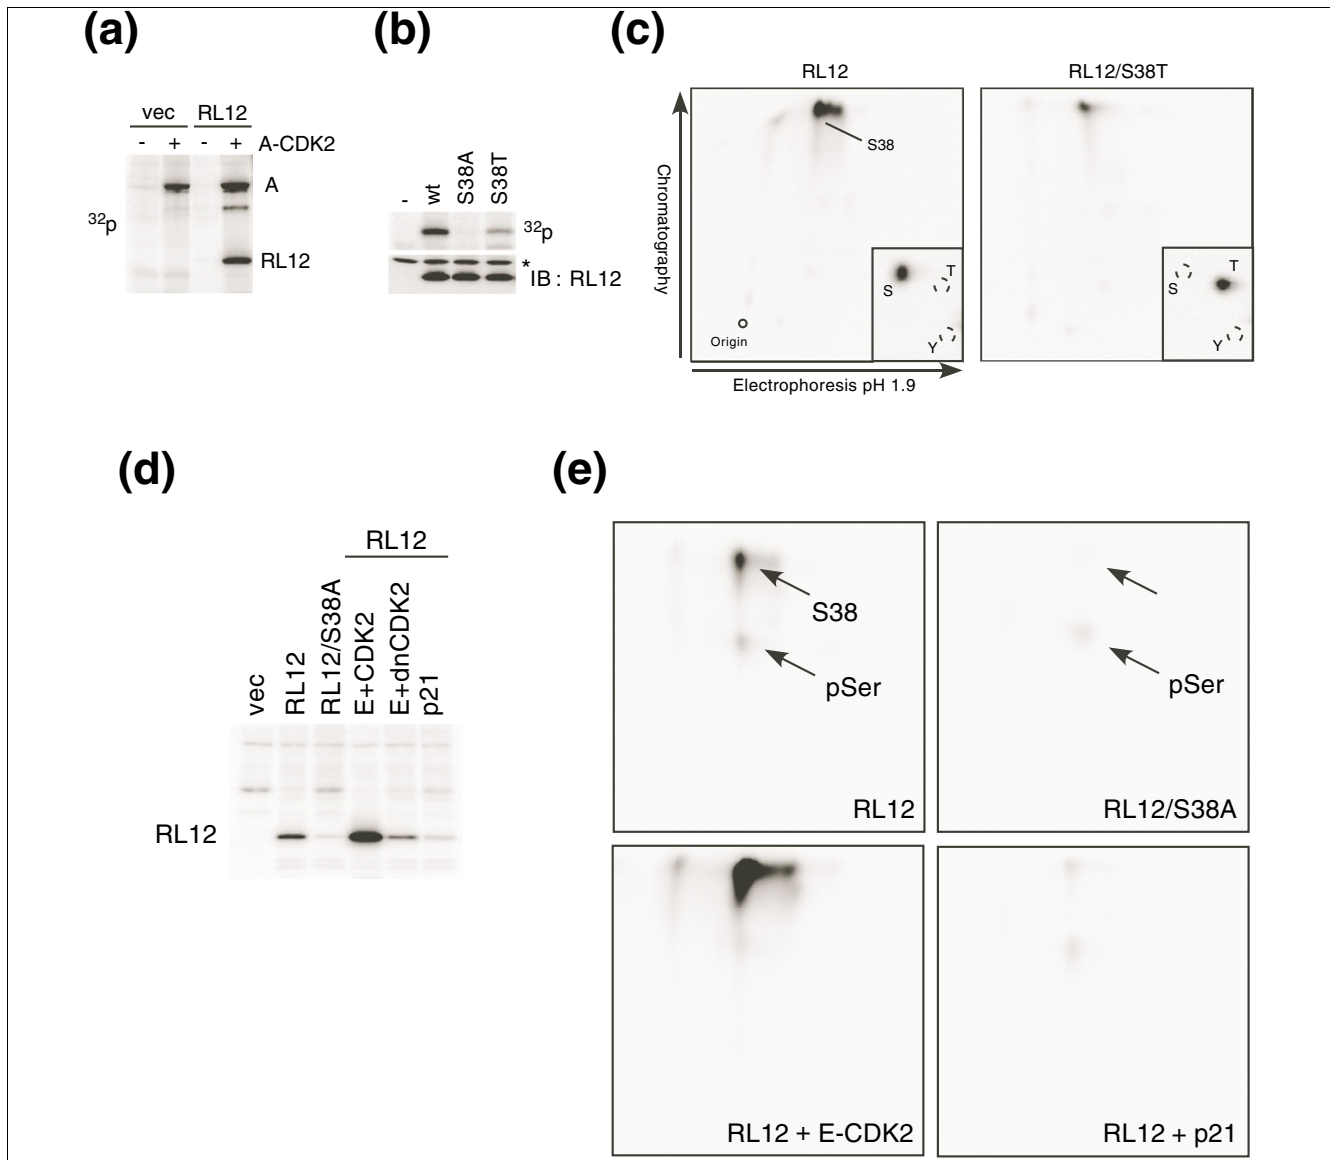 (a)
vec RL12
- + - + A-CDK2
A
32p
RL12
(b)
- wt S38A S38T
32p
*
IB : RL12
(c)
RL12
RL12/S38T
Chromatography
S38
Origin
S
T
Y
S
T
Y
Electrophoresis pH 1.9
(d)
RL12
vec
RL12
RL12/S38A
E+CDK2
E+dnCDK2
p21
RL12
(e)
S38
pSer
RL12
pSer
RL12/S38A
RL12 + E-CDK2
RL12 + p21